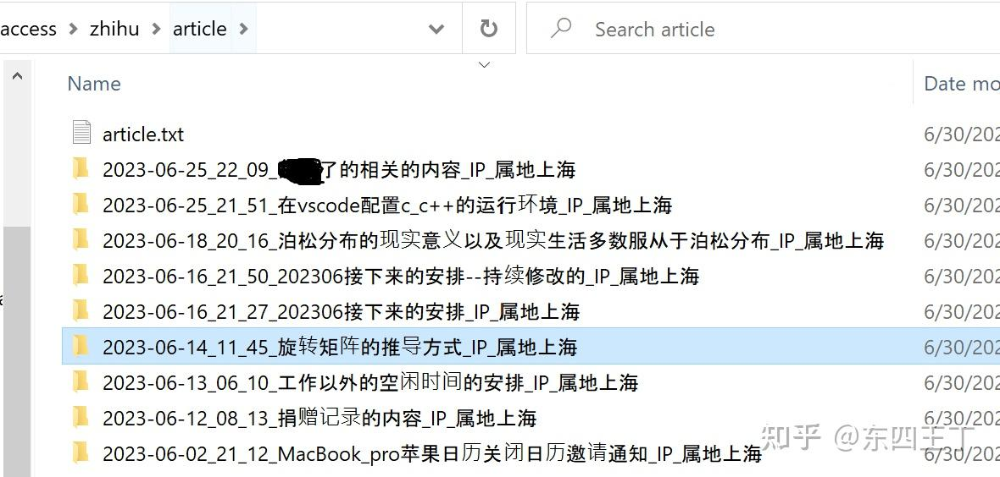 access > zhihu > article >
Search article
Name
Date mo
article.txt
6/30/202
2023-06-25_22_09_ 了的相关的内容_IP_属地上海
6/30/202
2023-06-25_21_51_在vscode配置c_c++的运行环境_IP_属地上海
6/30/202
2023-06-18_20_16_泊松分布的现实意义以及现实生活多数服从于泊松分布_IP_属地上海
6/30/202
2023-06-16_21_50_202306接下来的安排--持续修改的_IP_属地上海
6/30/202
2023-06-16_21_27_202306接下来的安排_IP_属地上海
6/30/202
2023-06-14_11_45_旋转矩阵的推导方式_IP_属地上海
6/30/202
2023-06-13_06_10_工作以外的空闲时间的安排_IP_属地上海
6/30/202
2023-06-12_08_13_捐赠记录的内容_IP_属地上海
6/30/202
2023-06-02_21_12_MacBook_pro苹果日历关闭日历邀请通知_IP_属地上海
6/30/202
知乎 @东四王丁